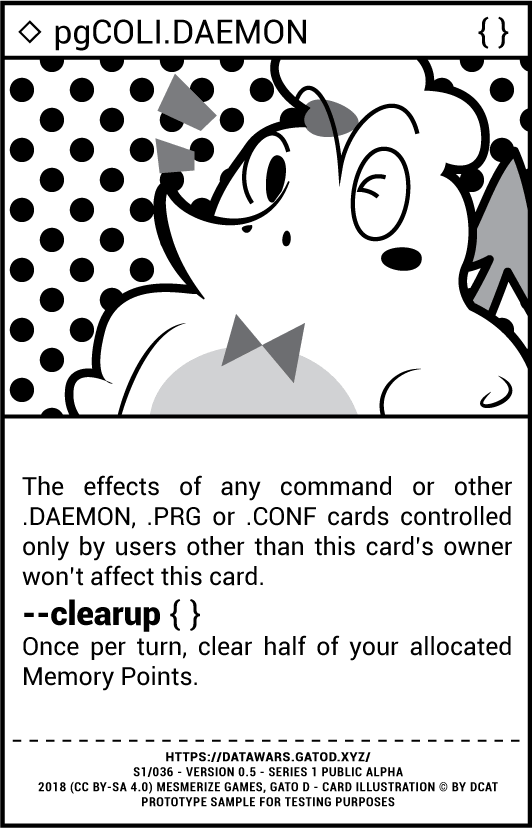 ◇ pgCOLI.DAEMON { }
The effects of any command or other
.DAEMON, .PRG or .CONF cards controlled
only by users other than this card's owner
won't affect this card.
--clearup { }
Once per turn, clear half of your allocated
Memory Points.
HTTPS://DATAWARS.GATOD.XYZ/
S1/036 - VERSION 0.5 - SERIES 1 PUBLIC ALPHA
2018 (CC BY-SA 4.0) MESMERIZE GAMES, GATO D - CARD ILLUSTRATION © BY DCAT
PROTOTYPE SAMPLE FOR TESTING PURPOSES